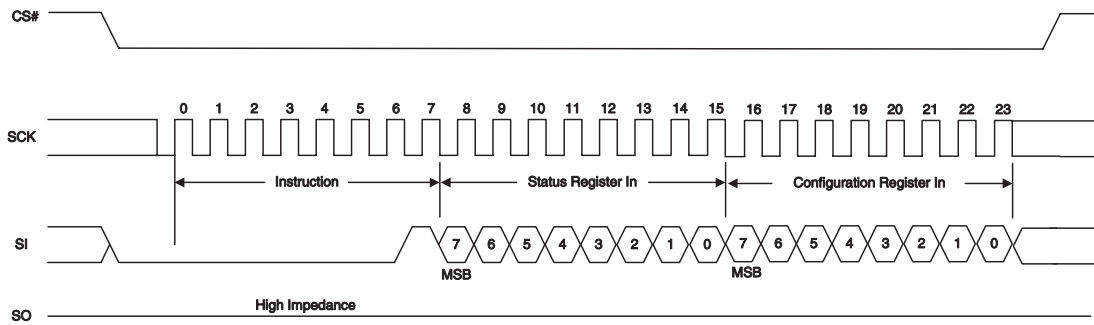 CS#
0 1 2 3 4 5 6 7 8 9 10 11 12 13 14 15 16 17 18 19 20 21 22 23
SCK
Instruction Status Register In Configuration Register In
SI 7 6 5 4 3 2 1 0 7 6 5 4 3 2 1 0
MSB MSB
High Impedance
SO